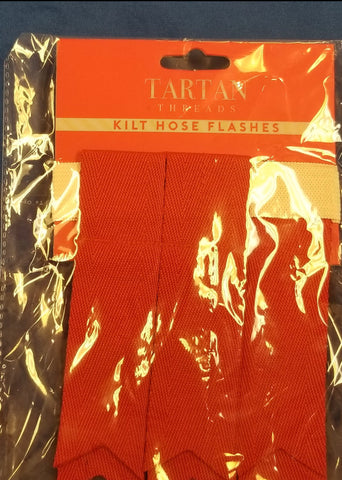 TARTAN
THREADS
KILT HOSE FLASHES